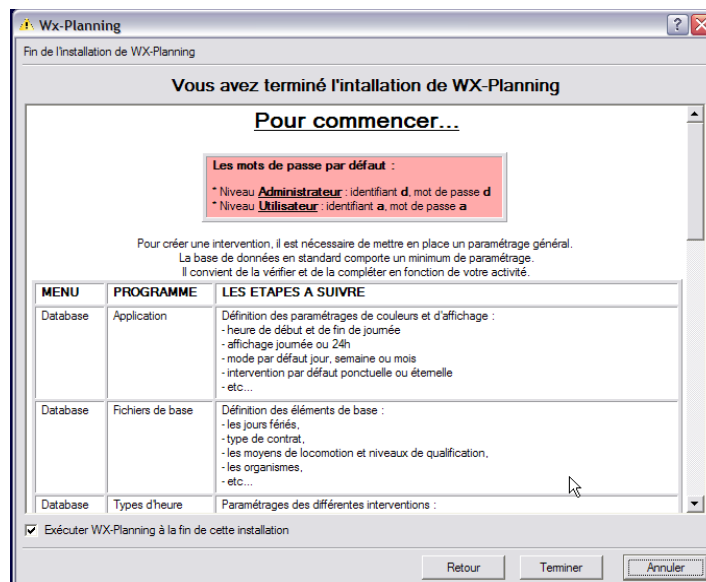 Wx-Planning
Fin de l'installation de WX-Planning
Vous avez terminé l'intallation de WX-Planning
Pour commencer...
Les mots de passe par défaut :
* Niveau Administrateur : identifiant d, mot de passe d
* Niveau Utilisateur : identifiant a, mot de passe a
Pour créer une intervention, il est nécessaire de mettre en place un paramétrage général.
La base de données en standard comporte un minimum de paramétrage.
Il convient de la vérifier et de la compléter en fonction de votre activité.
MENU PROGRAMME LES ETAPES A SUIVRE
Database Application Définition des paramétres de couleurs et d'affichage :
- heure de début et de fin de journée
- affichage journée ou 24h
- mode par défaut jour, semaine ou mois
- intervention par défaut ponctuelle ou éternelle
- etc...
Database Fichiers de base Définition des éléments de base :
- les jours fériés,
- type de contrat,
- les moyens de locomotion et niveaux de qualification,
- les organismes,
- etc...
Database Types d'heure Paramétrages des différentes interventions :
Exécuter WX-Planning à la fin de cette installation
Retour Terminer Annuler